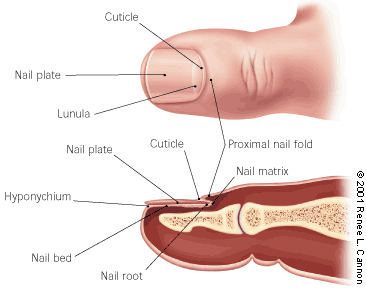 Cuticle
Nail plate
Lunula
Nail plate
Cuticle
Proximal nail fold
Nail matrix
Hyponychium
Nail bed
Nail root
© 2001 Renee L. Cannon